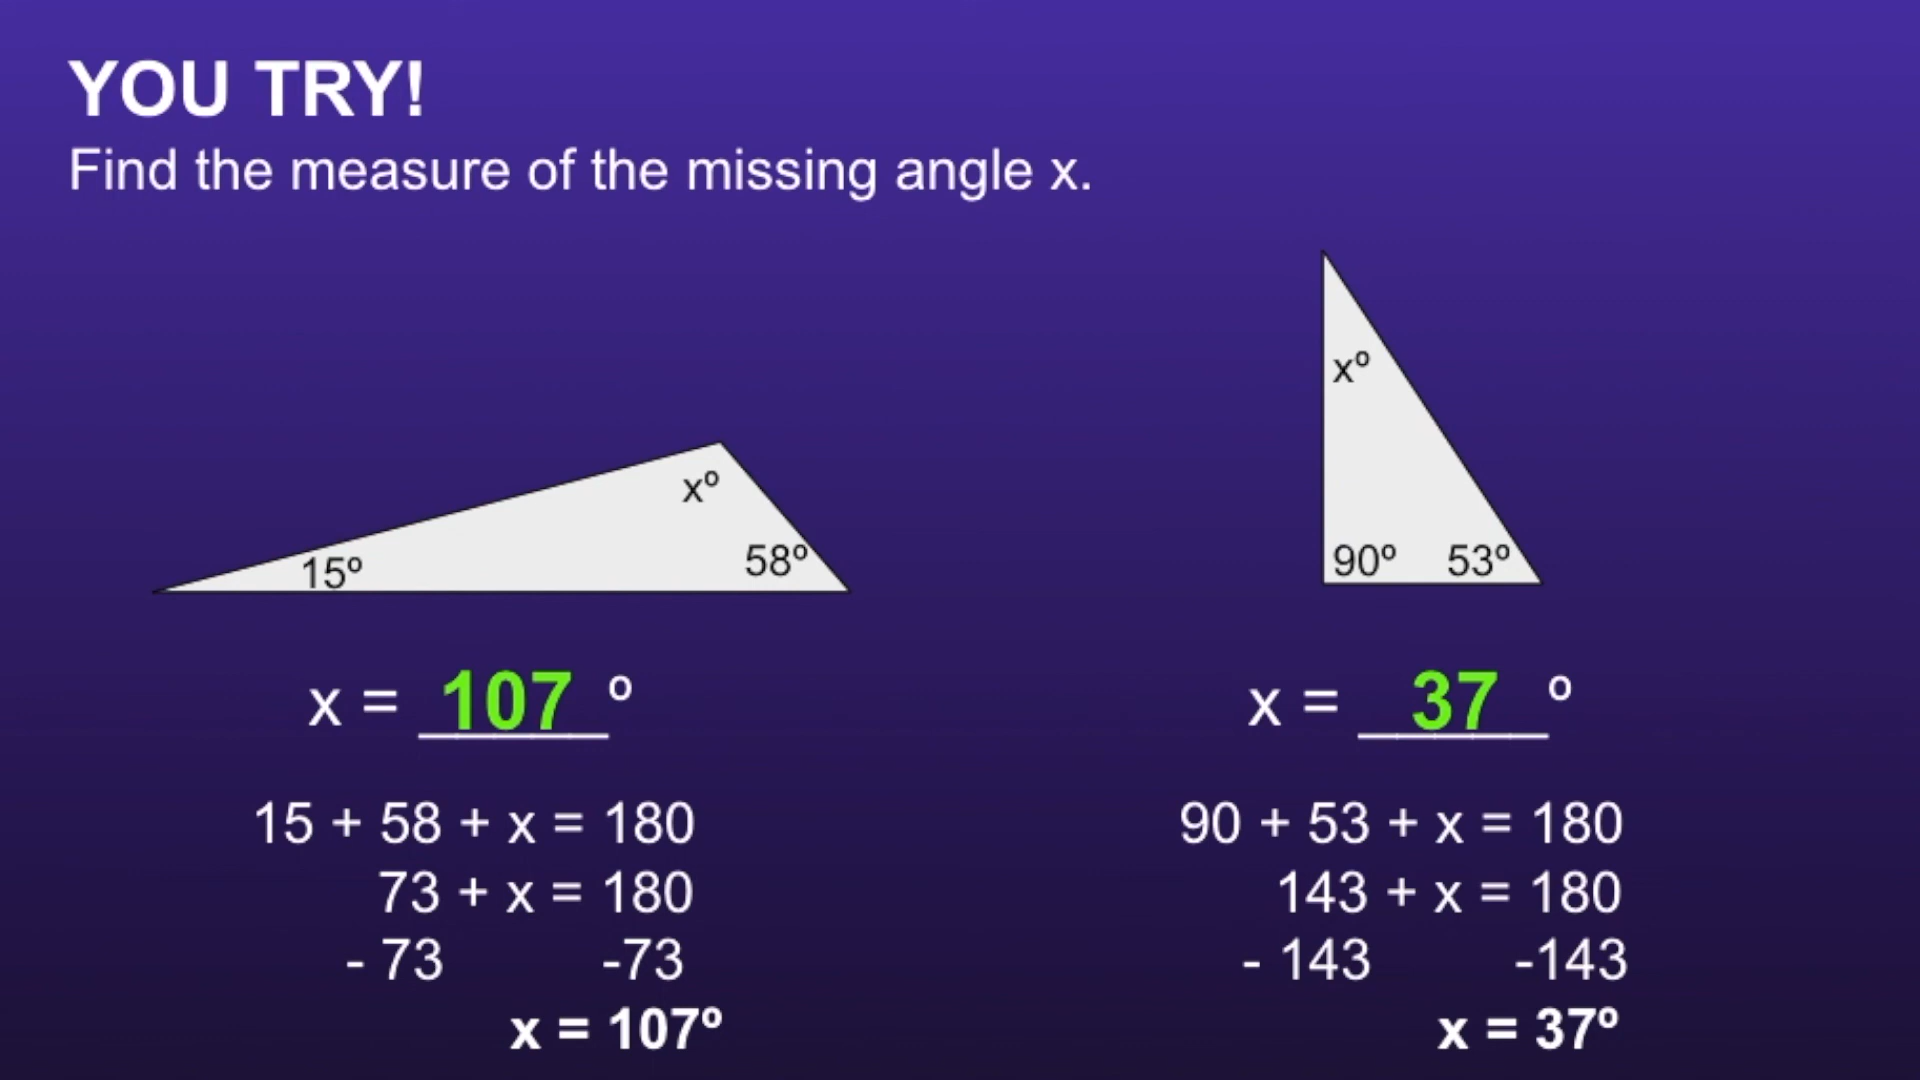 YOU TRY!
Find the measure of the missing angle x.
xº
15º
58º
x = 107 º
15 + 58 + x = 180
73 + x = 180
- 73 -73
x = 107º
xº
90º 53º
x = 37 º
90 + 53 + x = 180
143 + x = 180
- 143 -143
x = 37º